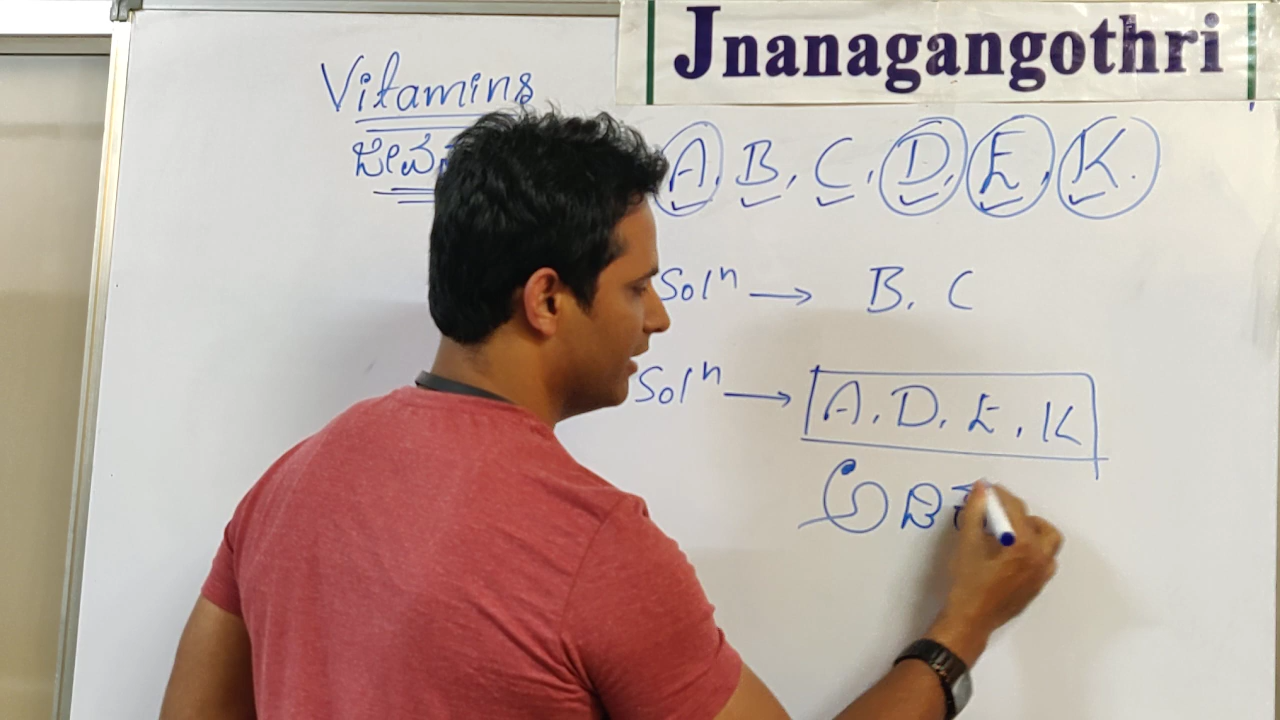 Jnanagangothri
Vitamins
A, B, C, D, E, K.
Solⁿ → B, C
Solⁿ → A, D, E, K